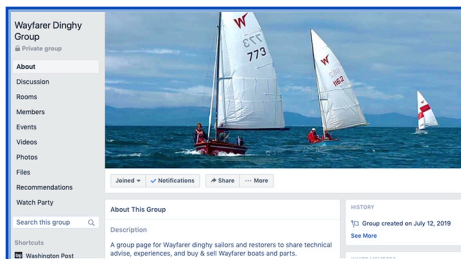 Wayfarer Dinghy
Group
Private group
About
Discussion
Rooms
Members
Events
Videos
Photos
Files
Recommendations
Watch Party
Search this group
Shortcuts
Washington Post
W
773
773
W
1162
Joined
Notifications
Share
More
About This Group
Description
A group page for Wayfarer dinghy sailors and restorers to share technical
advise, experiences, and buy & sell Wayfarer boats and parts.
HISTORY
Group created on July 12, 2019
See More